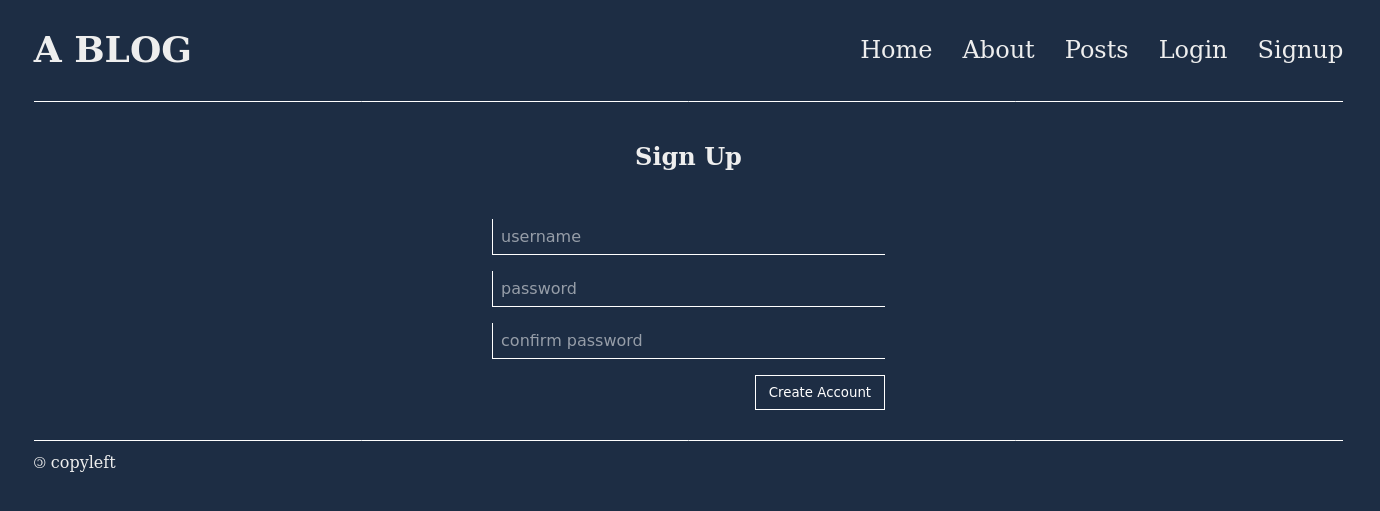 A BLOG
Home About Posts Login Signup
Sign Up
username
password
confirm password
Create Account
🄯 copyleft